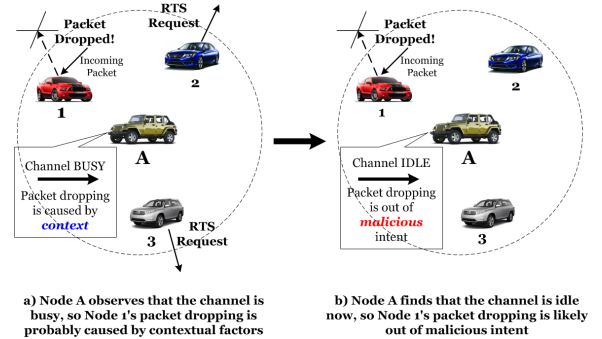 RTS
Request
Packet
Dropped!
Incoming
Packet
1
2
A
Channel BUSY
Packet dropping
is caused by
context
3
RTS
Request
a) Node A observes that the channel is
busy, so Node 1's packet dropping is
probably caused by contextual factors
Packet
Dropped!
Incoming
Packet
1
2
A
Channel IDLE
Packet dropping
is out of
malicious
intent
3
b) Node A finds that the channel is idle
now, so Node 1's packet dropping is likely
out of malicious intent